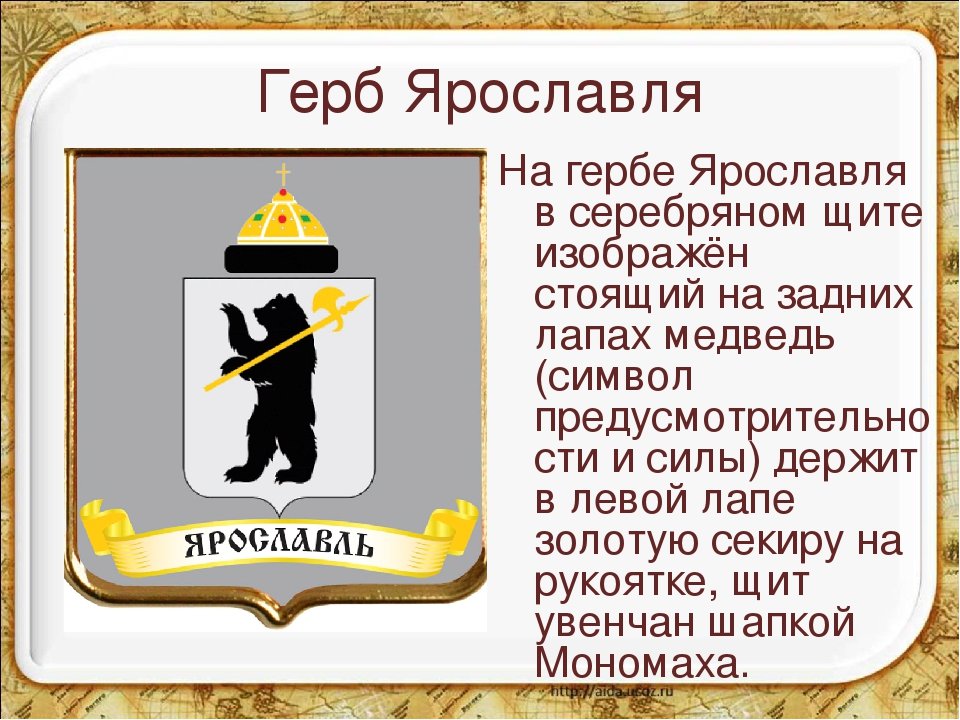 Герб Ярославля
На гербе Ярославля
в серебряном щите
изображён
стоящий на задних
лапах медведь
(символ
предусмотрительно
сти и силы) держит
в левой лапе
золотую секиру на
рукоятке, щит
увенчан шапкой
Мономаха.
ЯРОСЛАВЛЬ
http://aida.ucoz.ru